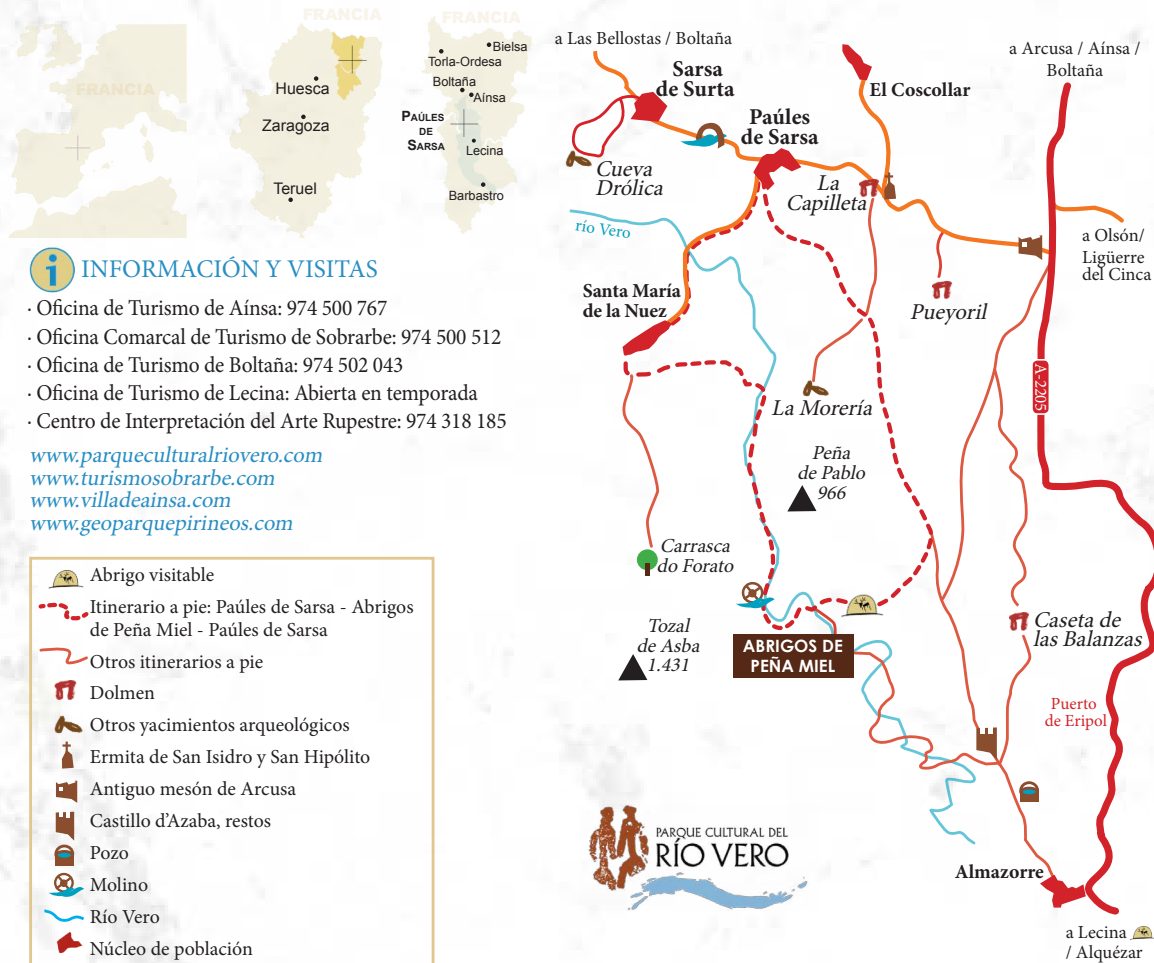 FRANCIA
FRANCIA
Huesca
Zaragoza
Teruel
FRANCIA
Bielsa
Torla-Ordesa
Boltaña
Aínsa
PAÚLES
DE
SARSA
Lecina
Barbastro
INFORMACIÓN Y VISITAS
· Oficina de Turismo de Aínsa: 974 500 767
· Oficina Comarcal de Turismo de Sobrarbe: 974 500 512
· Oficina de Turismo de Boltaña: 974 502 043
· Oficina de Turismo de Lecina: Abierta en temporada
· Centro de Interpretación del Arte Rupestre: 974 318 185
www.parqueculturalriovero.com
www.turismosobrarbe.com
www.villadeainsa.com
www.geoparquepirineos.com
Abrigo visitable
Itinerario a pie: Paúles de Sarsa - Abrigos
de Peña Miel - Paúles de Sarsa
Otros itinerarios a pie
Dolmen
Otros yacimientos arqueológicos
Ermita de San Isidro y San Hipólito
Antiguo mesón de Arcusa
Castillo d'Azaba, restos
Pozo
Molino
Río Vero
Núcleo de población
a Las Bellostas / Boltaña
Sarsa
de Surta
Cueva
Drólica
Paúles
de Sarsa
El Coscollar
a Arcusa / Aínsa /
Boltaña
La
Capilleta
río Vero
a Olsón/
Ligüerre
del Cinca
Pueyoril
Santa María
de la Nuez
A-2205
La Morería
Peña
de Pablo
966
Carrasca
do Forato
Tozal
de Asba
1.431
ABRIGOS DE
PEÑA MIEL
Caseta de
las Balanzas
Puerto
de Eripol
PARQUE CULTURAL DEL
RÍO VERO
Almazorre
a Lecina
/ Alquézar